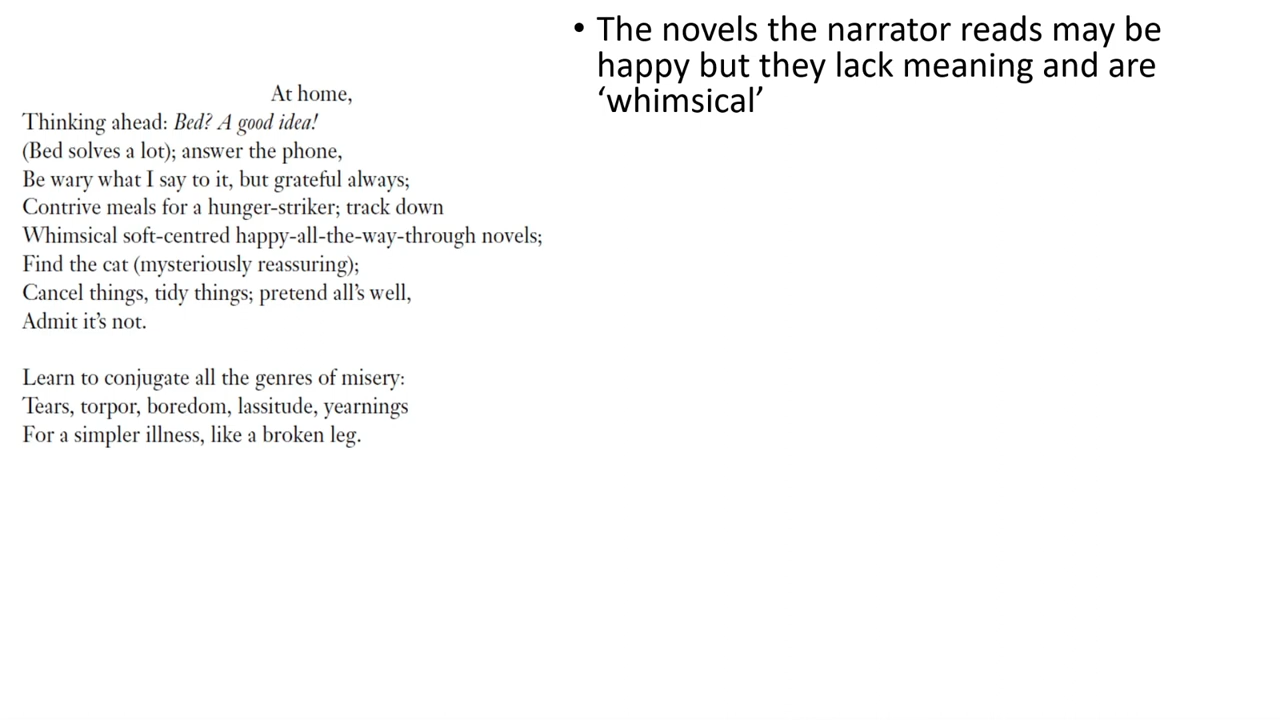 At home,
Thinking ahead: Bed? A good idea!
(Bed solves a lot); answer the phone,
Be wary what I say to it, but grateful always;
Contrive meals for a hunger-striker; track down
Whimsical soft-centred happy-all-the-way-through novels;
Find the cat (mysteriously reassuring);
Cancel things, tidy things; pretend all’s well,
Admit it’s not.

Learn to conjugate all the genres of misery:
Tears, torpor, boredom, lassitude, yearnings
For a simpler illness, like a broken leg.

• The novels the narrator reads may be
happy but they lack meaning and are
‘whimsical’